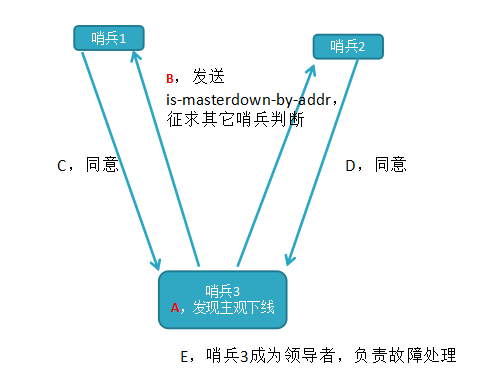 哨兵1
哨兵2
B，发送
is-masterdown-by-addr，
征求其它哨兵判断
C，同意
D，同意
哨兵3
A，发现主观下线
E，哨兵3成为领导者，负责故障处理